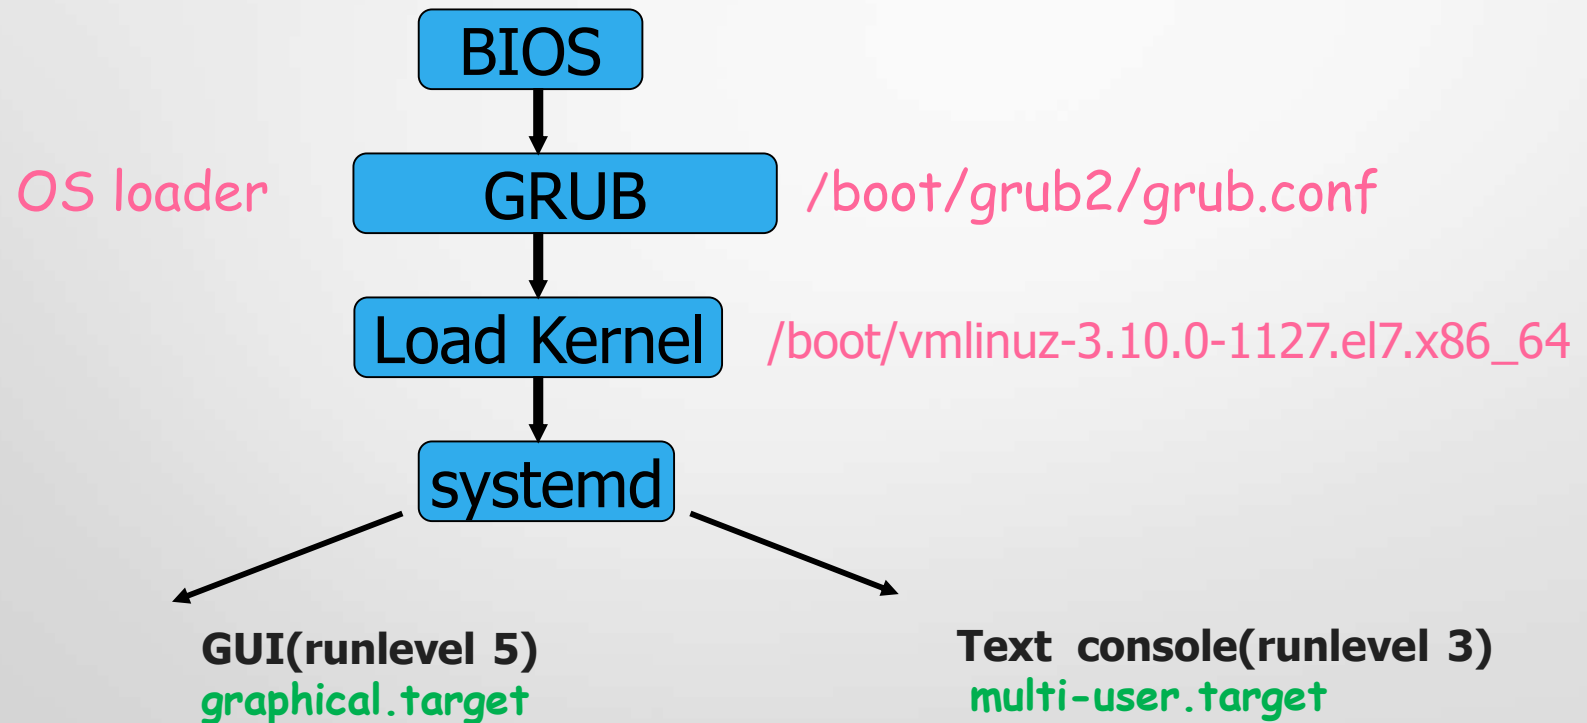 BIOS
OS loader
GRUB
/boot/grub2/grub.conf
Load Kernel
/boot/vmlinuz-3.10.0-1127.el7.x86_64
systemd
GUI(runlevel 5)
graphical.target
Text console(runlevel 3)
multi-user.target